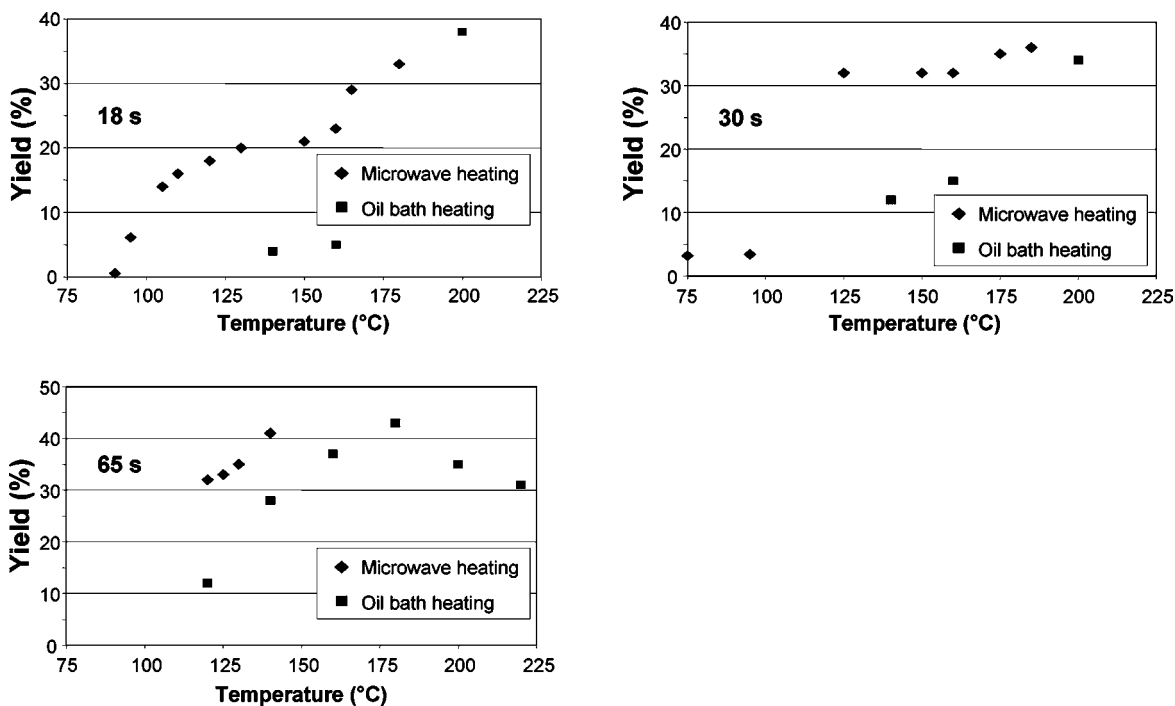 40
30
20
10
0
Yield (%)
18 s
Microwave heating
Oil bath heating
75 100 125 150 175 200 225
Temperature (°C)
40
30
20
10
0
Yield (%)
30 s
Microwave heating
Oil bath heating
75 100 125 150 175 200 225
Temperature (°C)
50
40
30
20
10
0
Yield (%)
65 s
Microwave heating
Oil bath heating
75 100 125 150 175 200 225
Temperature (°C)